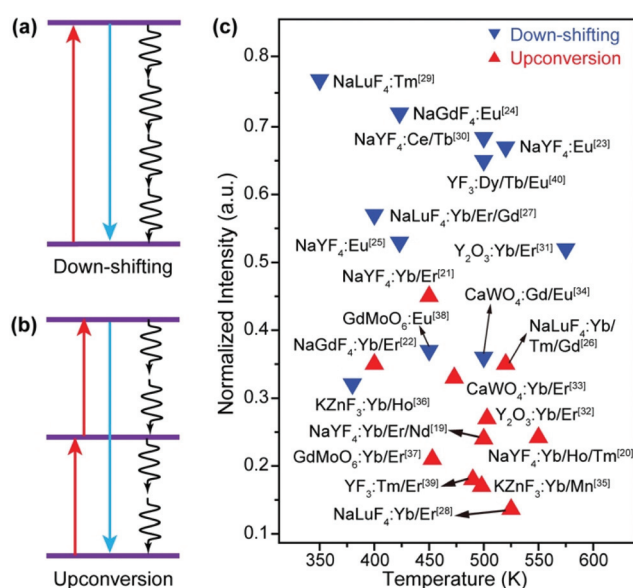 (a)
Down-shifting
(b)
Upconversion
(c)
Normalized Intensity (a.u.)
0.8
0.7
0.6
0.5
0.4
0.3
0.2
0.1
Down-shifting
Upconversion
NaLuF₄:Tm[29]
NaGdF₄:Eu[24]
NaYF₄:Ce/Tb[30]
NaYF₄:Eu[23]
YF₃:Dy/Tb/Eu[40]
NaLuF₄:Yb/Er/Gd[27]
NaYF₄:Eu[25]
Y₂O₃:Yb/Er[31]
NaYF₄:Yb/Er[21]
CaWO₄:Gd/Eu[34]
GdMoO₆:Eu[38]
NaLuF₄:Yb/
Tm/Gd[26]
NaGdF₄:Yb/Er[22]
CaWO₄:Yb/Er[33]
KZnF₃:Yb/Ho[36]
Y₂O₃:Yb/Er[32]
NaYF₄:Yb/Er/Nd[19]
GdMoO₆:Yb/Er[37]
NaYF₄:Yb/Ho/Tm[20]
YF₃:Tm/Er[39]
KZnF₃:Yb/Mn[35]
NaLuF₄:Yb/Er[28]
350 400 450 500 550 600
Temperature (K)